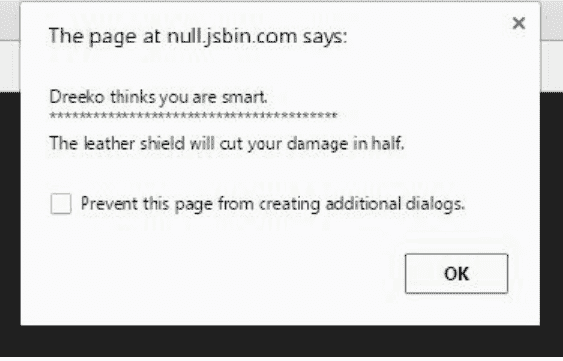 The page at null.jsbin.com says:
Dreeko thinks you are smart.
****************************************
The leather shield will cut your damage in half.
Prevent this page from creating additional dialogs.
OK